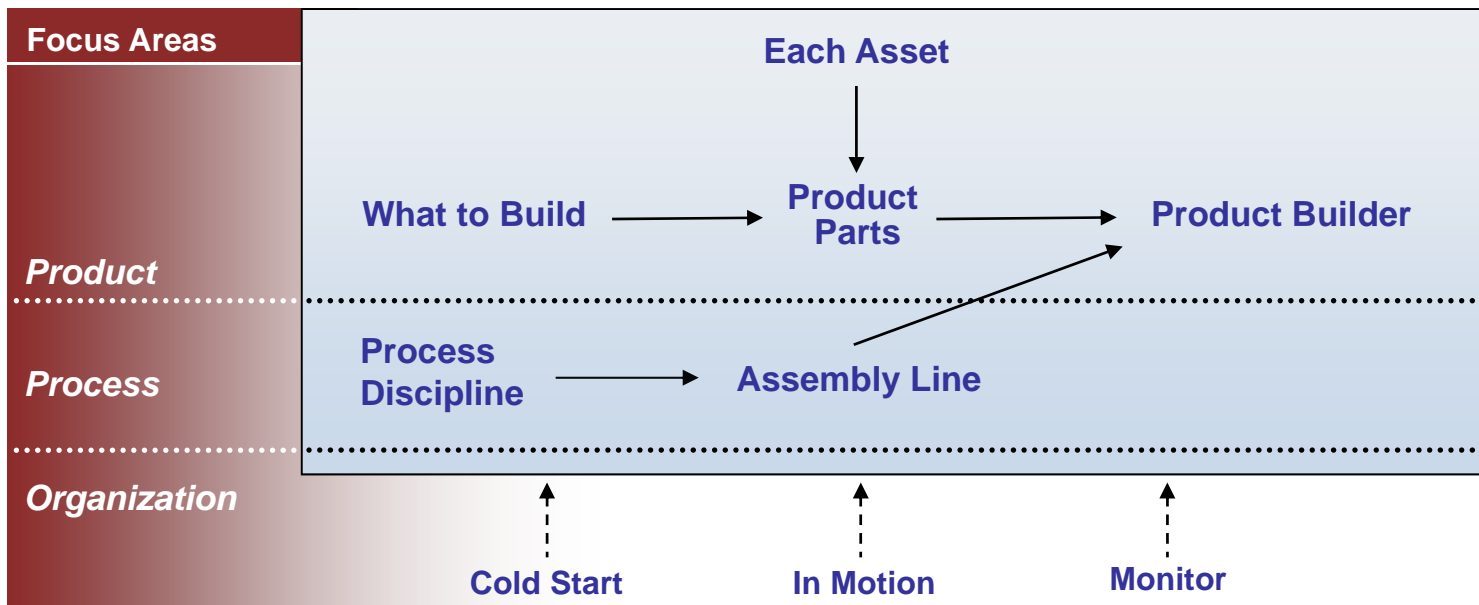 Focus Areas
Each Asset
What to Build
Product
Parts
Product Builder
Product
Process
Discipline
Assembly Line
Process
Organization
Cold Start
In Motion
Monitor